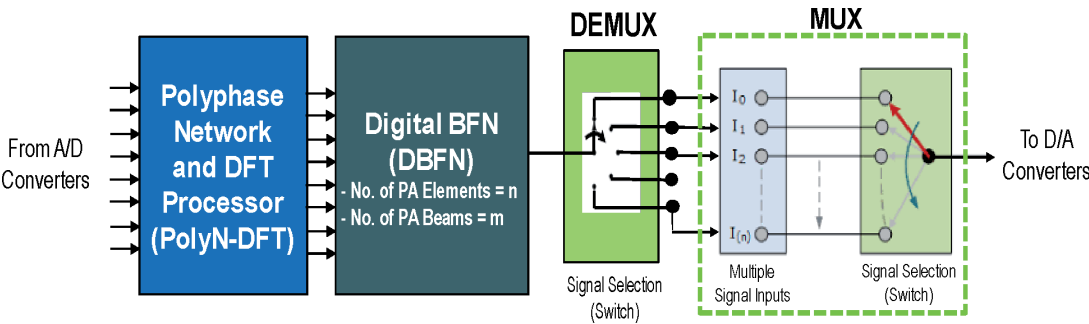 From A/D
Converters
Polyphase
Network
and DFT
Processor
(PolyN-DFT)
Digital BFN
(DBFN)
- No. of PA Elements = n
- No. of PA Beams = m
DEMUX
Signal Selection
(Switch)
MUX
I0
I1
I2
I(n)
Multiple
Signal Inputs
Signal Selection
(Switch)
To D/A
Converters